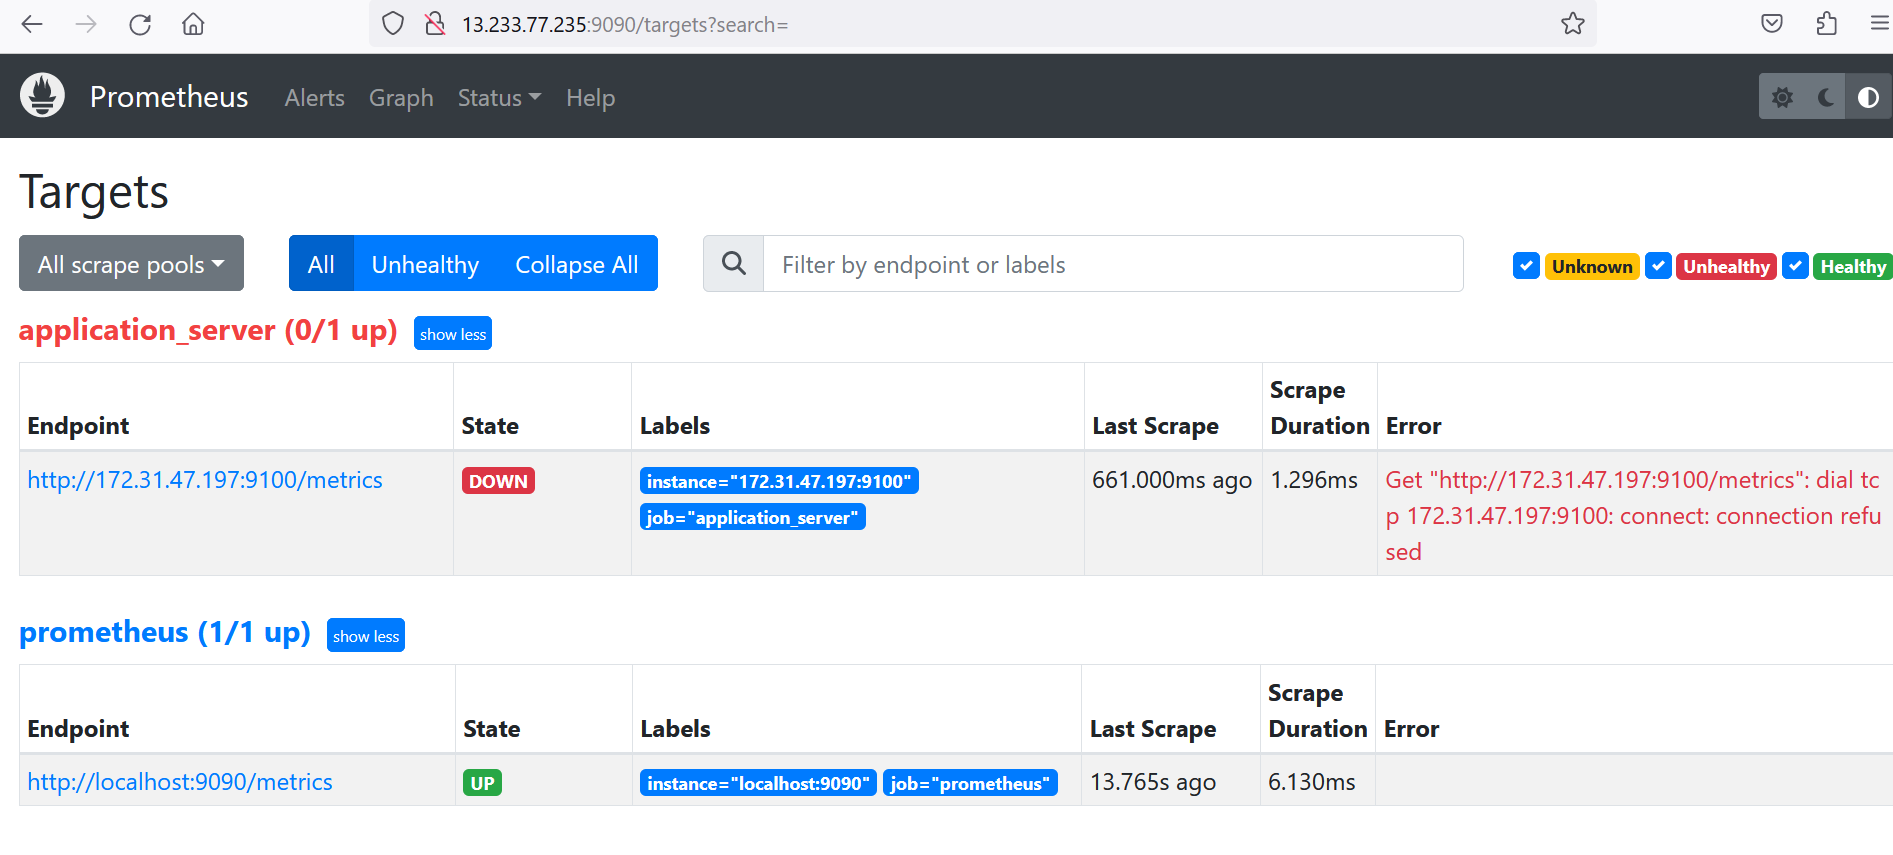 13.233.77.235:9090/targets?search=
Prometheus Alerts Graph Status Help
Targets
All scrape pools All Unhealthy Collapse All Filter by endpoint or labels Unknown Unhealthy Healthy
application_server (0/1 up) show less
Endpoint State Labels Last Scrape Scrape Duration Error
http://172.31.47.197:9100/metrics DOWN instance="172.31.47.197:9100" 661.000ms ago 1.296ms Get "http://172.31.47.197:9100/metrics": dial tc
job="application_server" p 172.31.47.197:9100: connect: connection refu
sed
prometheus (1/1 up) show less
Endpoint State Labels Last Scrape Scrape Duration Error
http://localhost:9090/metrics UP instance="localhost:9090" job="prometheus" 13.765s ago 6.130ms